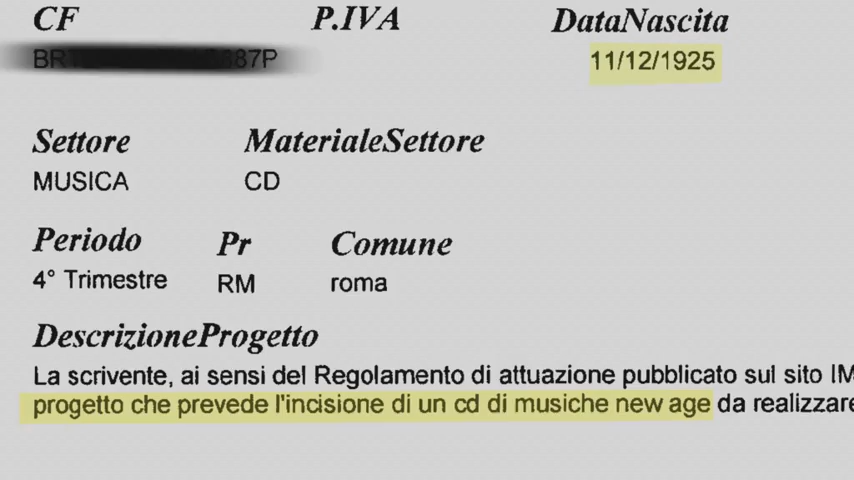 CF P.IVA DataNascita
11/12/1925
Settore MaterialeSettore
MUSICA CD
Periodo Pr Comune
4° Trimestre RM roma
DescrizioneProgetto
La scrivente, ai sensi del Regolamento di attuazione pubblicato sul sito
progetto che prevede l'incisione di un cd di musiche new age da realizzare